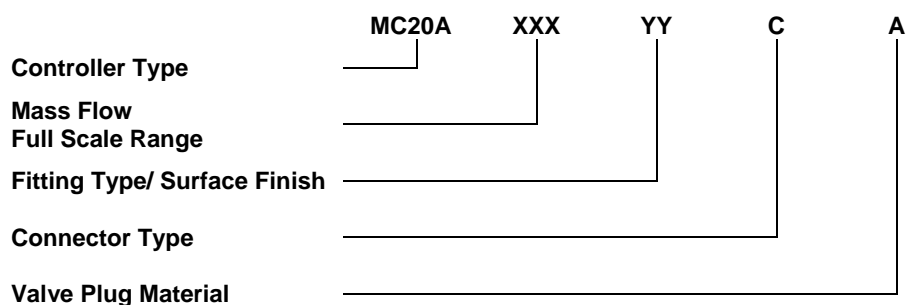 MC20A XXX YY C A
Controller Type
Mass Flow
Full Scale Range
Fitting Type/ Surface Finish
Connector Type
Valve Plug Material